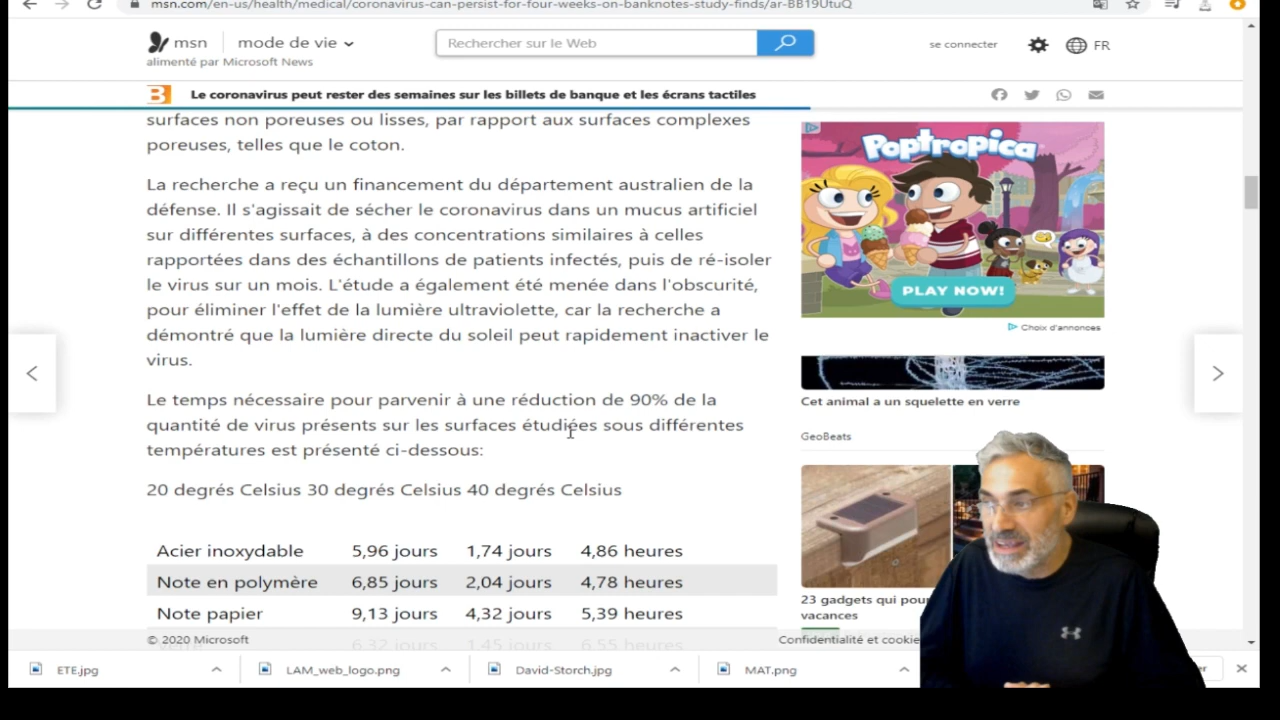 msn.com/en-us/health/medical/coronavirus-can-persist-for-four-weeks-on-banknotes-study-finds/ar-BB19UtuQ
msn
mode de vie
Rechercher sur le Web
se connecter
FR
alimenté par Microsoft News
Le coronavirus peut rester des semaines sur les billets de banque et les écrans tactiles
surfaces non poreuses ou lisses, par rapport aux surfaces complexes
poreuses, telles que le coton.
La recherche a reçu un financement du département australien de la
défense. Il s'agissait de sécher le coronavirus dans un mucus artificiel
sur différentes surfaces, à des concentrations similaires à celles
rapportées dans des échantillons de patients infectés, puis de ré-isoler
le virus sur un mois. L'étude a également été menée dans l'obscurité,
pour éliminer l'effet de la lumière ultraviolette, car la recherche a
démontré que la lumière directe du soleil peut rapidement inactiver le
virus.
Le temps nécessaire pour parvenir à une réduction de 90% de la
quantité de virus présents sur les surfaces étudiées sous différentes
températures est présenté ci-dessous:
20 degrés Celsius 30 degrés Celsius 40 degrés Celsius
Acier inoxydable 5,96 jours 1,74 jours 4,86 heures
Note en polymère 6,85 jours 2,04 jours 4,78 heures
Note papier 9,13 jours 4,32 jours 5,39 heures
Verre 6,32 jours 1,45 jours 6,55 heures
Poptropica
PLAY NOW!
Choix d'annonces
Cet animal a un squelette en verre
GeoBeats
23 gadgets qui
vacances
© 2020 Microsoft
Confidentialité et cookies
ETE.jpg
LAM_web_logo.png
David-Storch.jpg
MAT.png